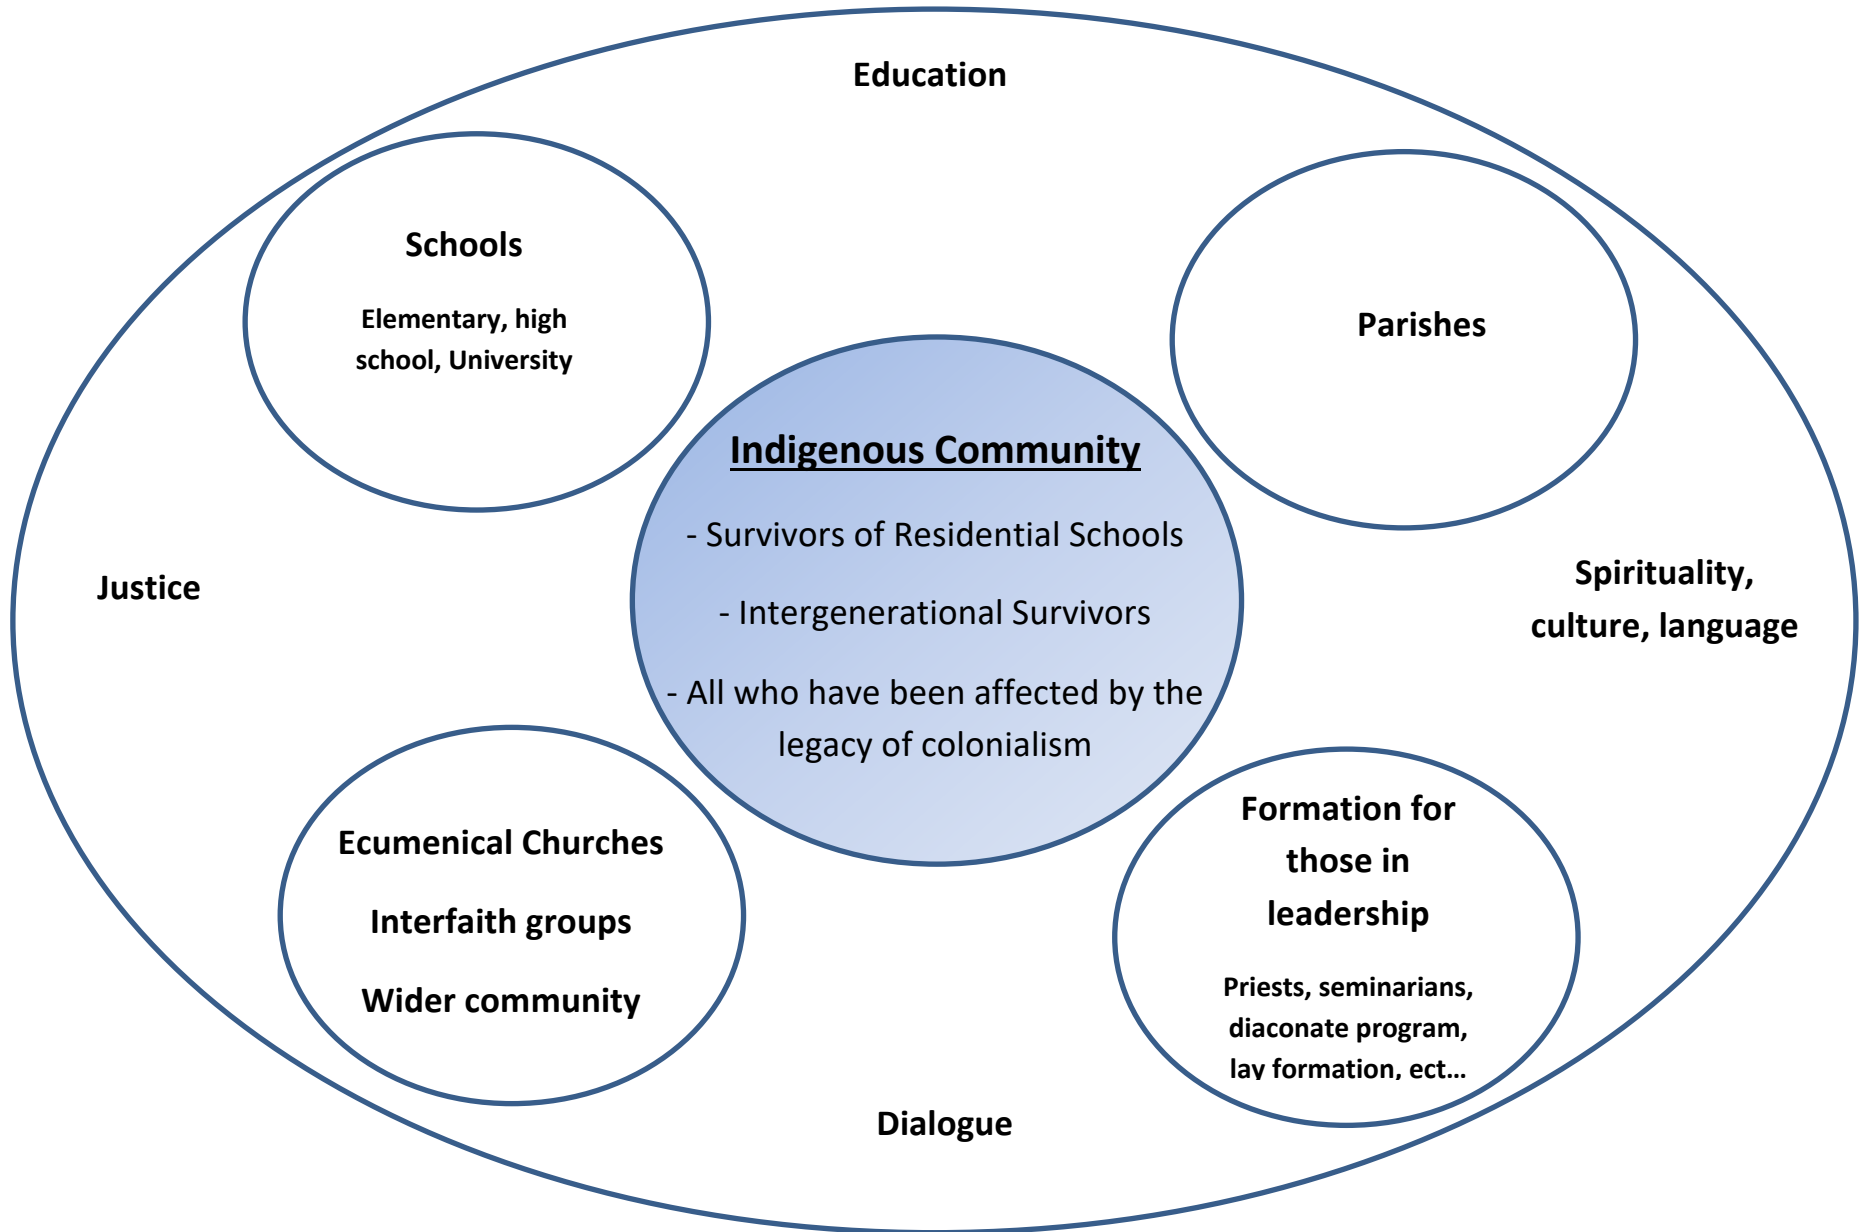 Education
Schools
Elementary, high
school, University
Parishes
Indigenous Community
- Survivors of Residential Schools
- Intergenerational Survivors
- All who have been affected by the
legacy of colonialism
Justice
Spirituality,
culture, language
Ecumenical Churches
Interfaith groups
Wider community
Formation for
those in
leadership
Priests, seminarians,
diaconate program,
lay formation, ect...
Dialogue